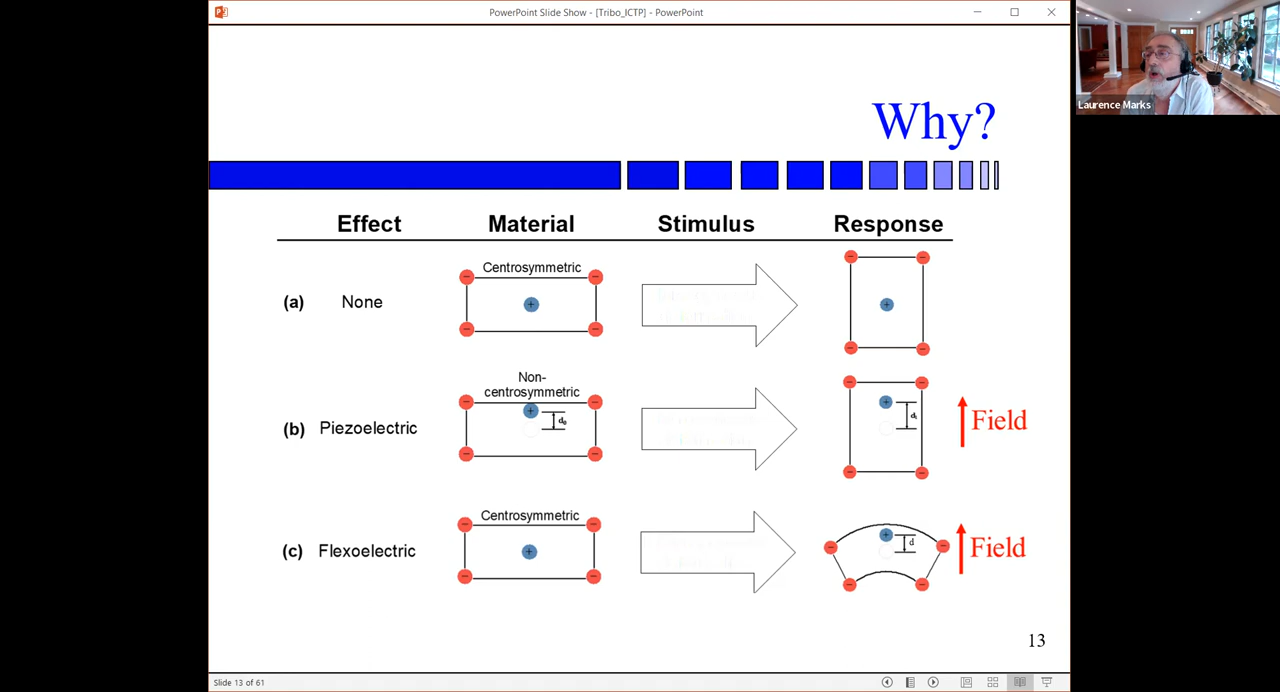 PowerPoint Slide Show - [Tribo_ICTP] - PowerPoint
Laurence Marks
Why?
Effect Material Stimulus Response
Centrosymmetric
(a) None
Non-
centrosymmetric
d₀
(b) Piezoelectric
Field
Centrosymmetric
(c) Flexoelectric
d
Field
13
Slide 13 of 61